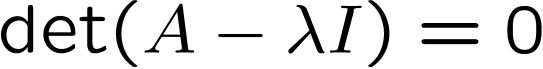 det(A − λI) = 0